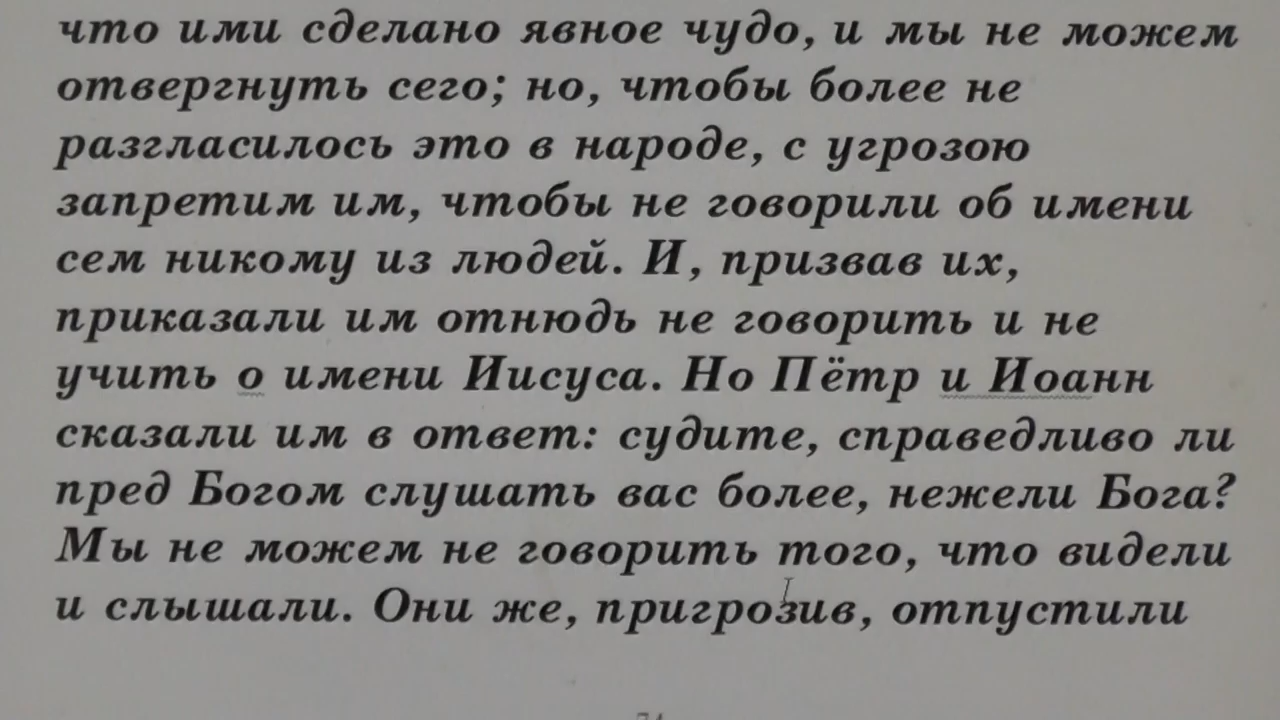 что ими сделано явное чудо, и мы не можем
отвергнуть сего; но, чтобы более не
разгласилось это в народе, с угрозою
запретим им, чтобы не говорили об имени
сем никому из людей. И, призвав их,
приказали им отнюдь не говорить и не
учить о имени Иисуса. Но Пётр и Иоанн
сказали им в ответ: судите, справедливо ли
пред Богом слушать вас более, нежели Бога?
Мы не можем не говорить того, что видели
и слышали. Они же, пригрозив, отпустили